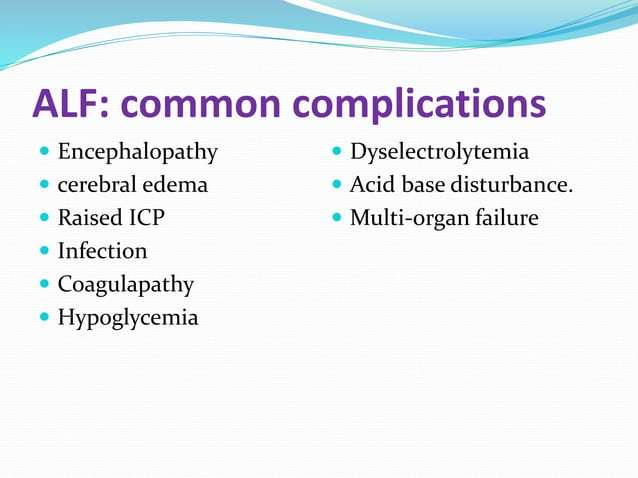 ALF: common complications
Encephalopathy
cerebral edema
Raised ICP
Infection
Coagulapathy
Hypoglycemia
Dyselectrolytemia
Acid base disturbance.
Multi-organ failure